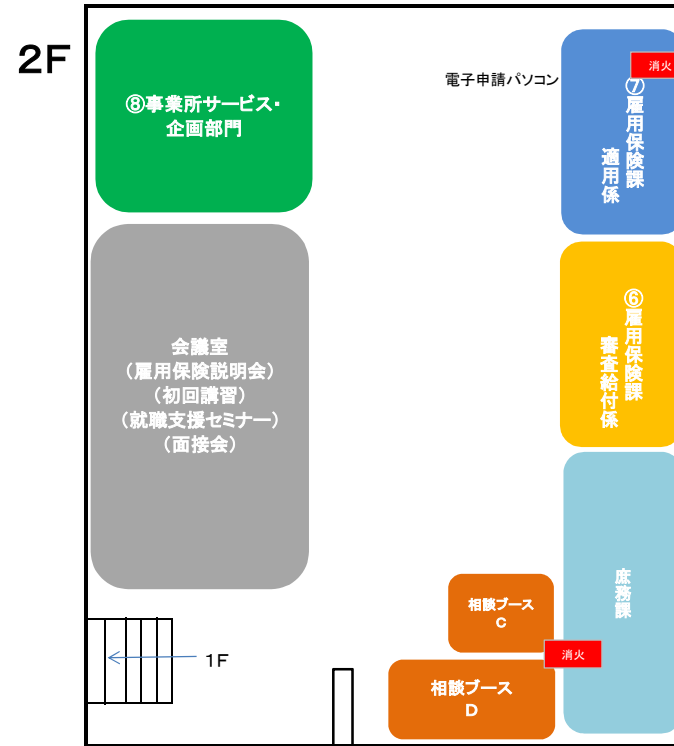 2F
⑧事業所サービス・
企画部門
電子申請パソコン
消火
⑦雇用保険課
適用係
⑥雇用保険課
審査給付係
会議室
（雇用保険説明会）
（初回講習）
（就職支援セミナー）
（面接会）
庶務課
相談ブース
C
消火
1F
相談ブース
D